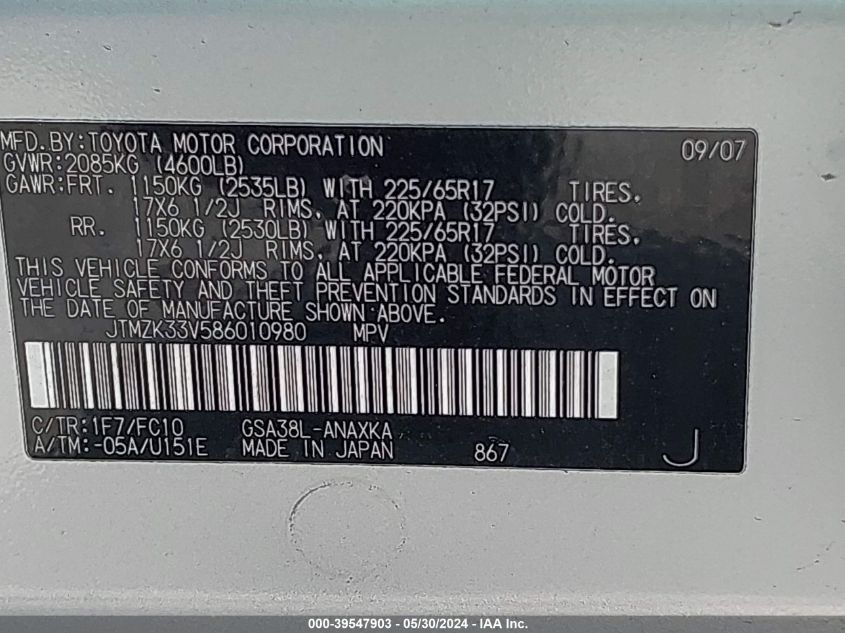 MFD.BY:TOYOTA MOTOR CORPORATION 09/07
GVWR:2085KG (4600LB)
GAWR:FRT. 1150KG (2535LB) WITH 225/65R17 TIRES,
17X6 1/2J RIMS, AT 220KPA (32PSI) COLD.
RR. 1150KG (2530LB) WITH 225/65R17 TIRES,
17X6 1/2J RIMS, AT 220KPA (32PSI) COLD.
THIS VEHICLE CONFORMS TO ALL APPLICABLE FEDERAL MOTOR
VEHICLE SAFETY AND THEFT PREVENTION STANDARDS IN EFFECT ON
THE DATE OF MANUFACTURE SHOWN ABOVE.
JTMZK33V586010980 MPV
C/TR:1F7/FC10 GSA38L-ANAXKA
A/TM:-05A/U151E MADE IN JAPAN 867 J
000-39547903 - 05/30/2024 - IAA Inc.